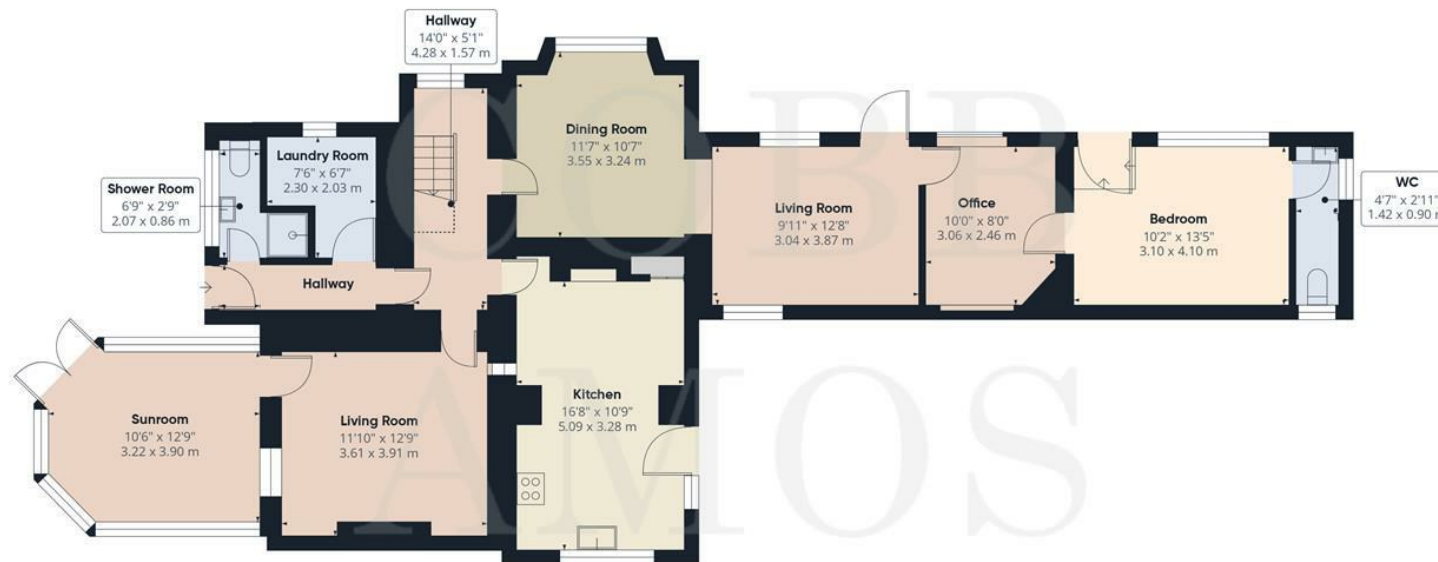 Hallway
14'0" x 5'1"
4.28 x 1.57 m
Dining Room
11'7" x 10'7"
3.55 x 3.24 m
Laundry Room
7'6" x 6'7"
2.30 x 2.03 m
Shower Room
6'9" x 2'9"
2.07 x 0.86 m
Living Room
9'11" x 12'8"
3.04 x 3.87 m
Office
10'0" x 8'0"
3.06 x 2.46 m
Bedroom
10'2" x 13'5"
3.10 x 4.10 m
WC
4'7" x 2'11"
1.42 x 0.90 m
Hallway
Sunroom
10'6" x 12'9"
3.22 x 3.90 m
Living Room
11'10" x 12'9"
3.61 x 3.91 m
Kitchen
16'8" x 10'9"
5.09 x 3.28 m
COBB
AMOS